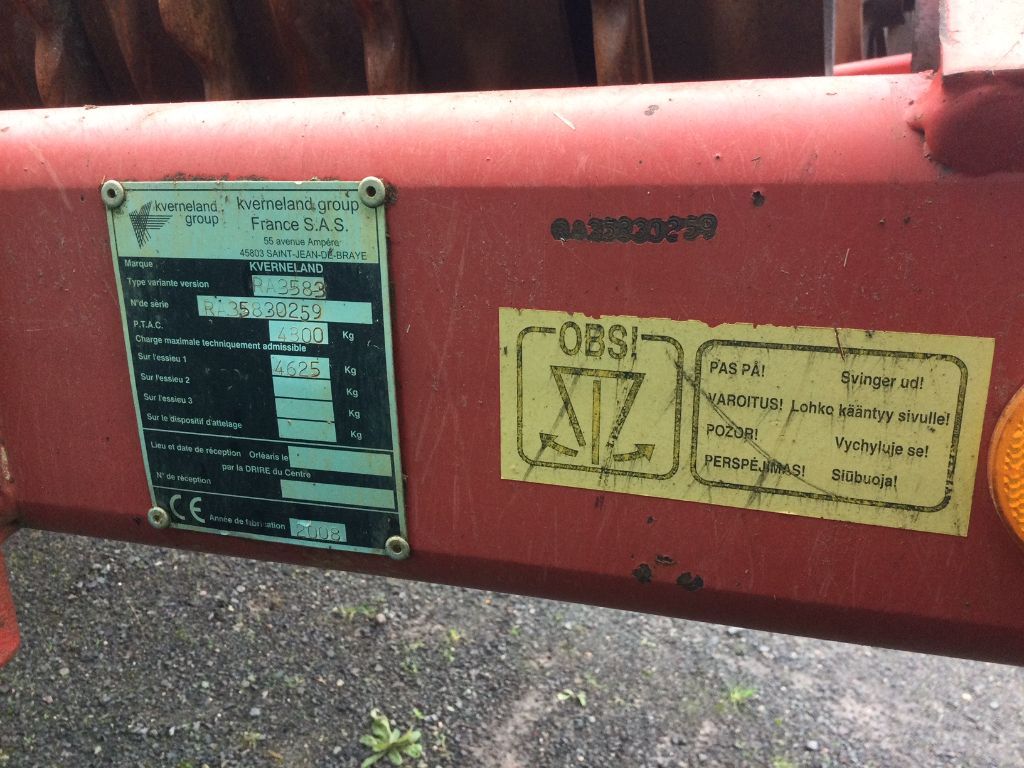 kverneland group
kverneland group
France S.A.S.
55 avenue Ampère
45803 SAINT-JEAN-DE-BRAYE
Marque KVERNELAND
Type variante version RA3583
N°de série RA35830259
P.T.A.C. 4800 Kg
Charge maximale techniquement admissible
Sur l'essieu 1 4625 Kg
Sur l'essieu 2 Kg
Sur l'essieu 3 Kg
Sur le dispositif d'attelage Kg
Lieu et date de réception Orléans le
par la DRIRE du Centre
N° de réception
CE Année de fabrication 2008
RA35830259
OBS!
PAS PÅ! Svinger ud!
VAROITUS! Lohko kääntyy sivulle!
POZOR! Vychyluje se!
PERSPĖJIMAS! Siūbuoja!